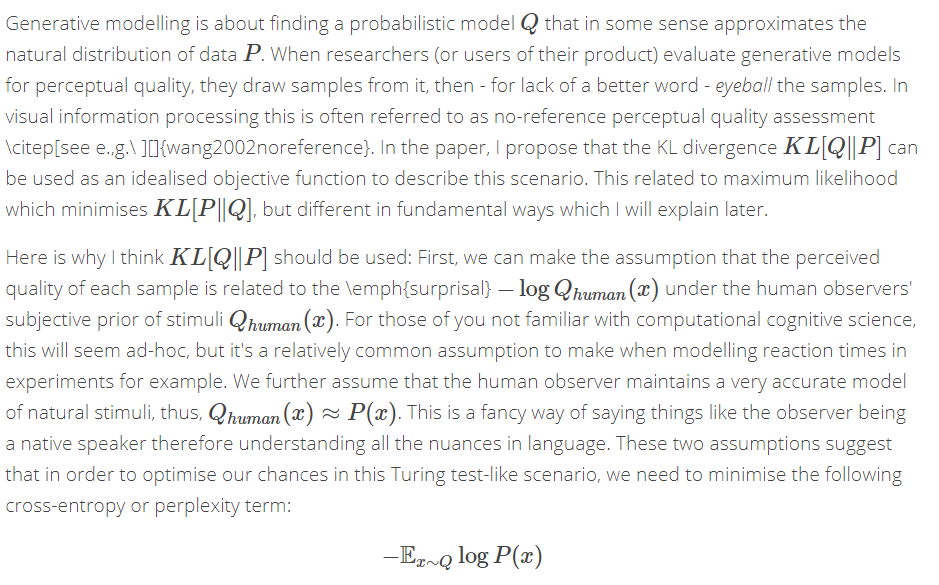 Generative modelling is about finding a probabilistic model Q that in some sense approximates the
natural distribution of data P. When researchers (or users of their product) evaluate generative models
for perceptual quality, they draw samples from it, then - for lack of a better word - eyeball the samples. In
visual information processing this is often referred to as no-reference perceptual quality assessment
\citep[see e.,g.\ ][]{wang2002noreference}. In the paper, I propose that the KL divergence KL[Q‖P] can
be used as an idealised objective function to describe this scenario. This related to maximum likelihood
which minimises KL[P‖Q], but different in fundamental ways which I will explain later.
Here is why I think KL[Q‖P] should be used: First, we can make the assumption that the perceived
quality of each sample is related to the \emph{surprisal} − log Qhuman(x) under the human observers'
subjective prior of stimuli Qhuman(x). For those of you not familiar with computational cognitive science,
this will seem ad-hoc, but it's a relatively common assumption to make when modelling reaction times in
experiments for example. We further assume that the human observer maintains a very accurate model
of natural stimuli, thus, Qhuman(x) ≈ P(x). This is a fancy way of saying things like the observer being
a native speaker therefore understanding all the nuances in language. These two assumptions suggest
that in order to optimise our chances in this Turing test-like scenario, we need to minimise the following
cross-entropy or perplexity term:
−𝔼x∼Q log P(x)